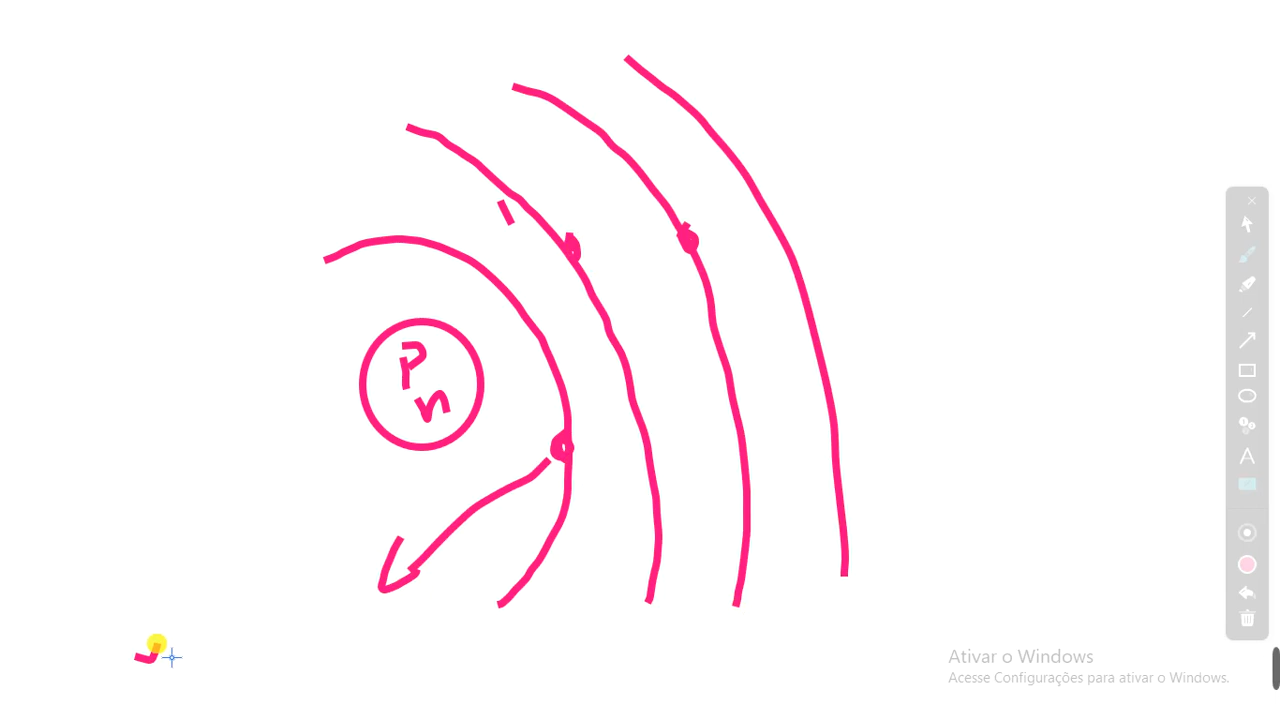 P
n
Ativar o Windows
Acesse Configurações para ativar o Windows.